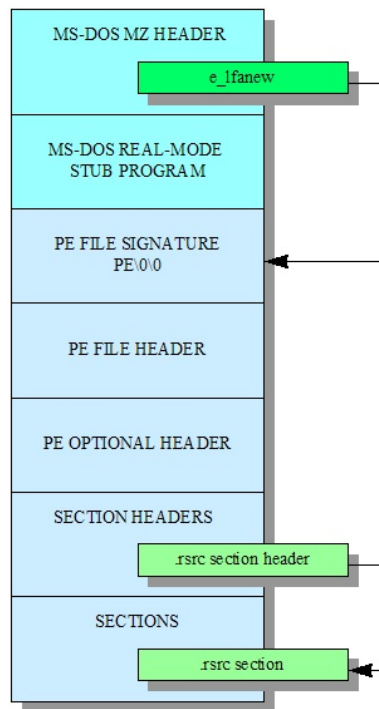 MS-DOS MZ HEADER
e_lfanew
MS-DOS REAL-MODE
STUB PROGRAM
PE FILE SIGNATURE
PE\0\0
PE FILE HEADER
PE OPTIONAL HEADER
SECTION HEADERS
.rsrc section header
SECTIONS
.rsrc section